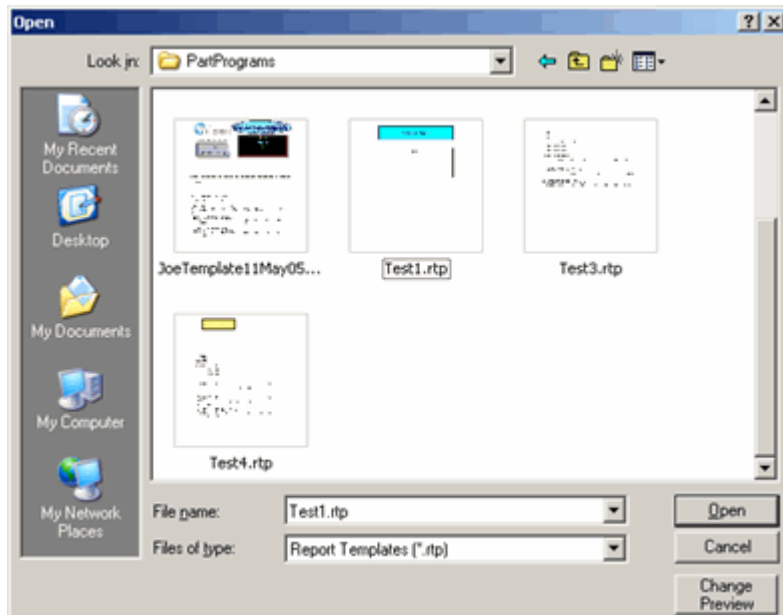 Open
Look in: PartPrograms
My Recent
Documents
Desktop
My Documents
My Computer
My Network
Places
JoeTemplate11May05...
Test1.rtp
Test3.rtp
Test4.rtp
File name: Test1.rtp
Open
Files of type: Report Templates (*.rtp)
Cancel
Change
Preview